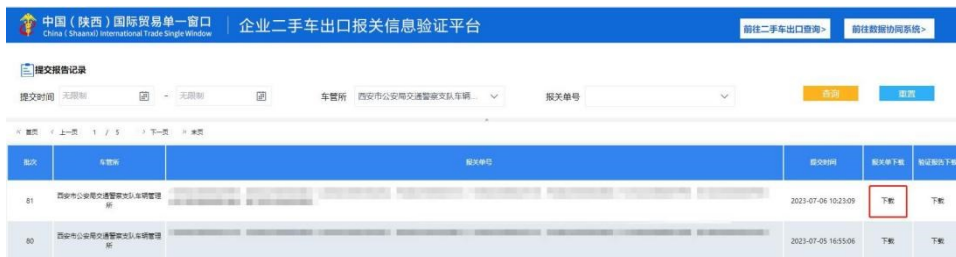 中国（陕西）国际贸易单一窗口 企业二手车出口报关信息验证平台 前往二手车出口查询> 前往数据协同系统>
China ( Shaanxi) International Trade Single Window
提交报告记录
提交时间 无限制 - 无限制 车管所 西安市公安局交通警察支队车辆... 报关单号 查询 重置
首页 上一页 1 / 5 下一页 末页
批次 车管所 报关单号 提交时间 报关单下载 验证报告下载
81 西安市公安局交通警察支队车辆管理所 2023-07-06 10:23:09 下载 下载
80 西安市公安局交通警察支队车辆管理所 2023-07-05 16:55:06 下载 下载